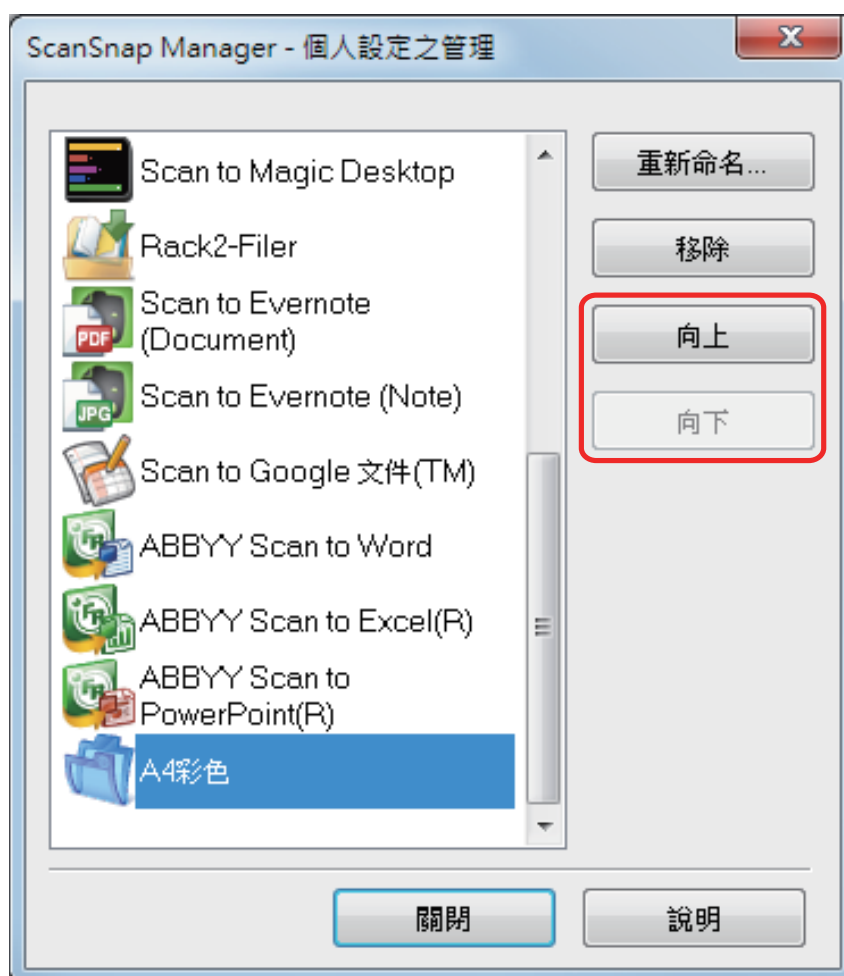 ScanSnap Manager - 個人設定之管理
Scan to Magic Desktop
Rack2-Filer
Scan to Evernote
(Document)
PDF
Scan to Evernote (Note)
JPG
Scan to Google 文件(TM)
ABBYY Scan to Word
ABBYY Scan to Excel(R)
ABBYY Scan to
PowerPoint(R)
A4彩色
重新命名...
移除
向上
向下
關閉
說明